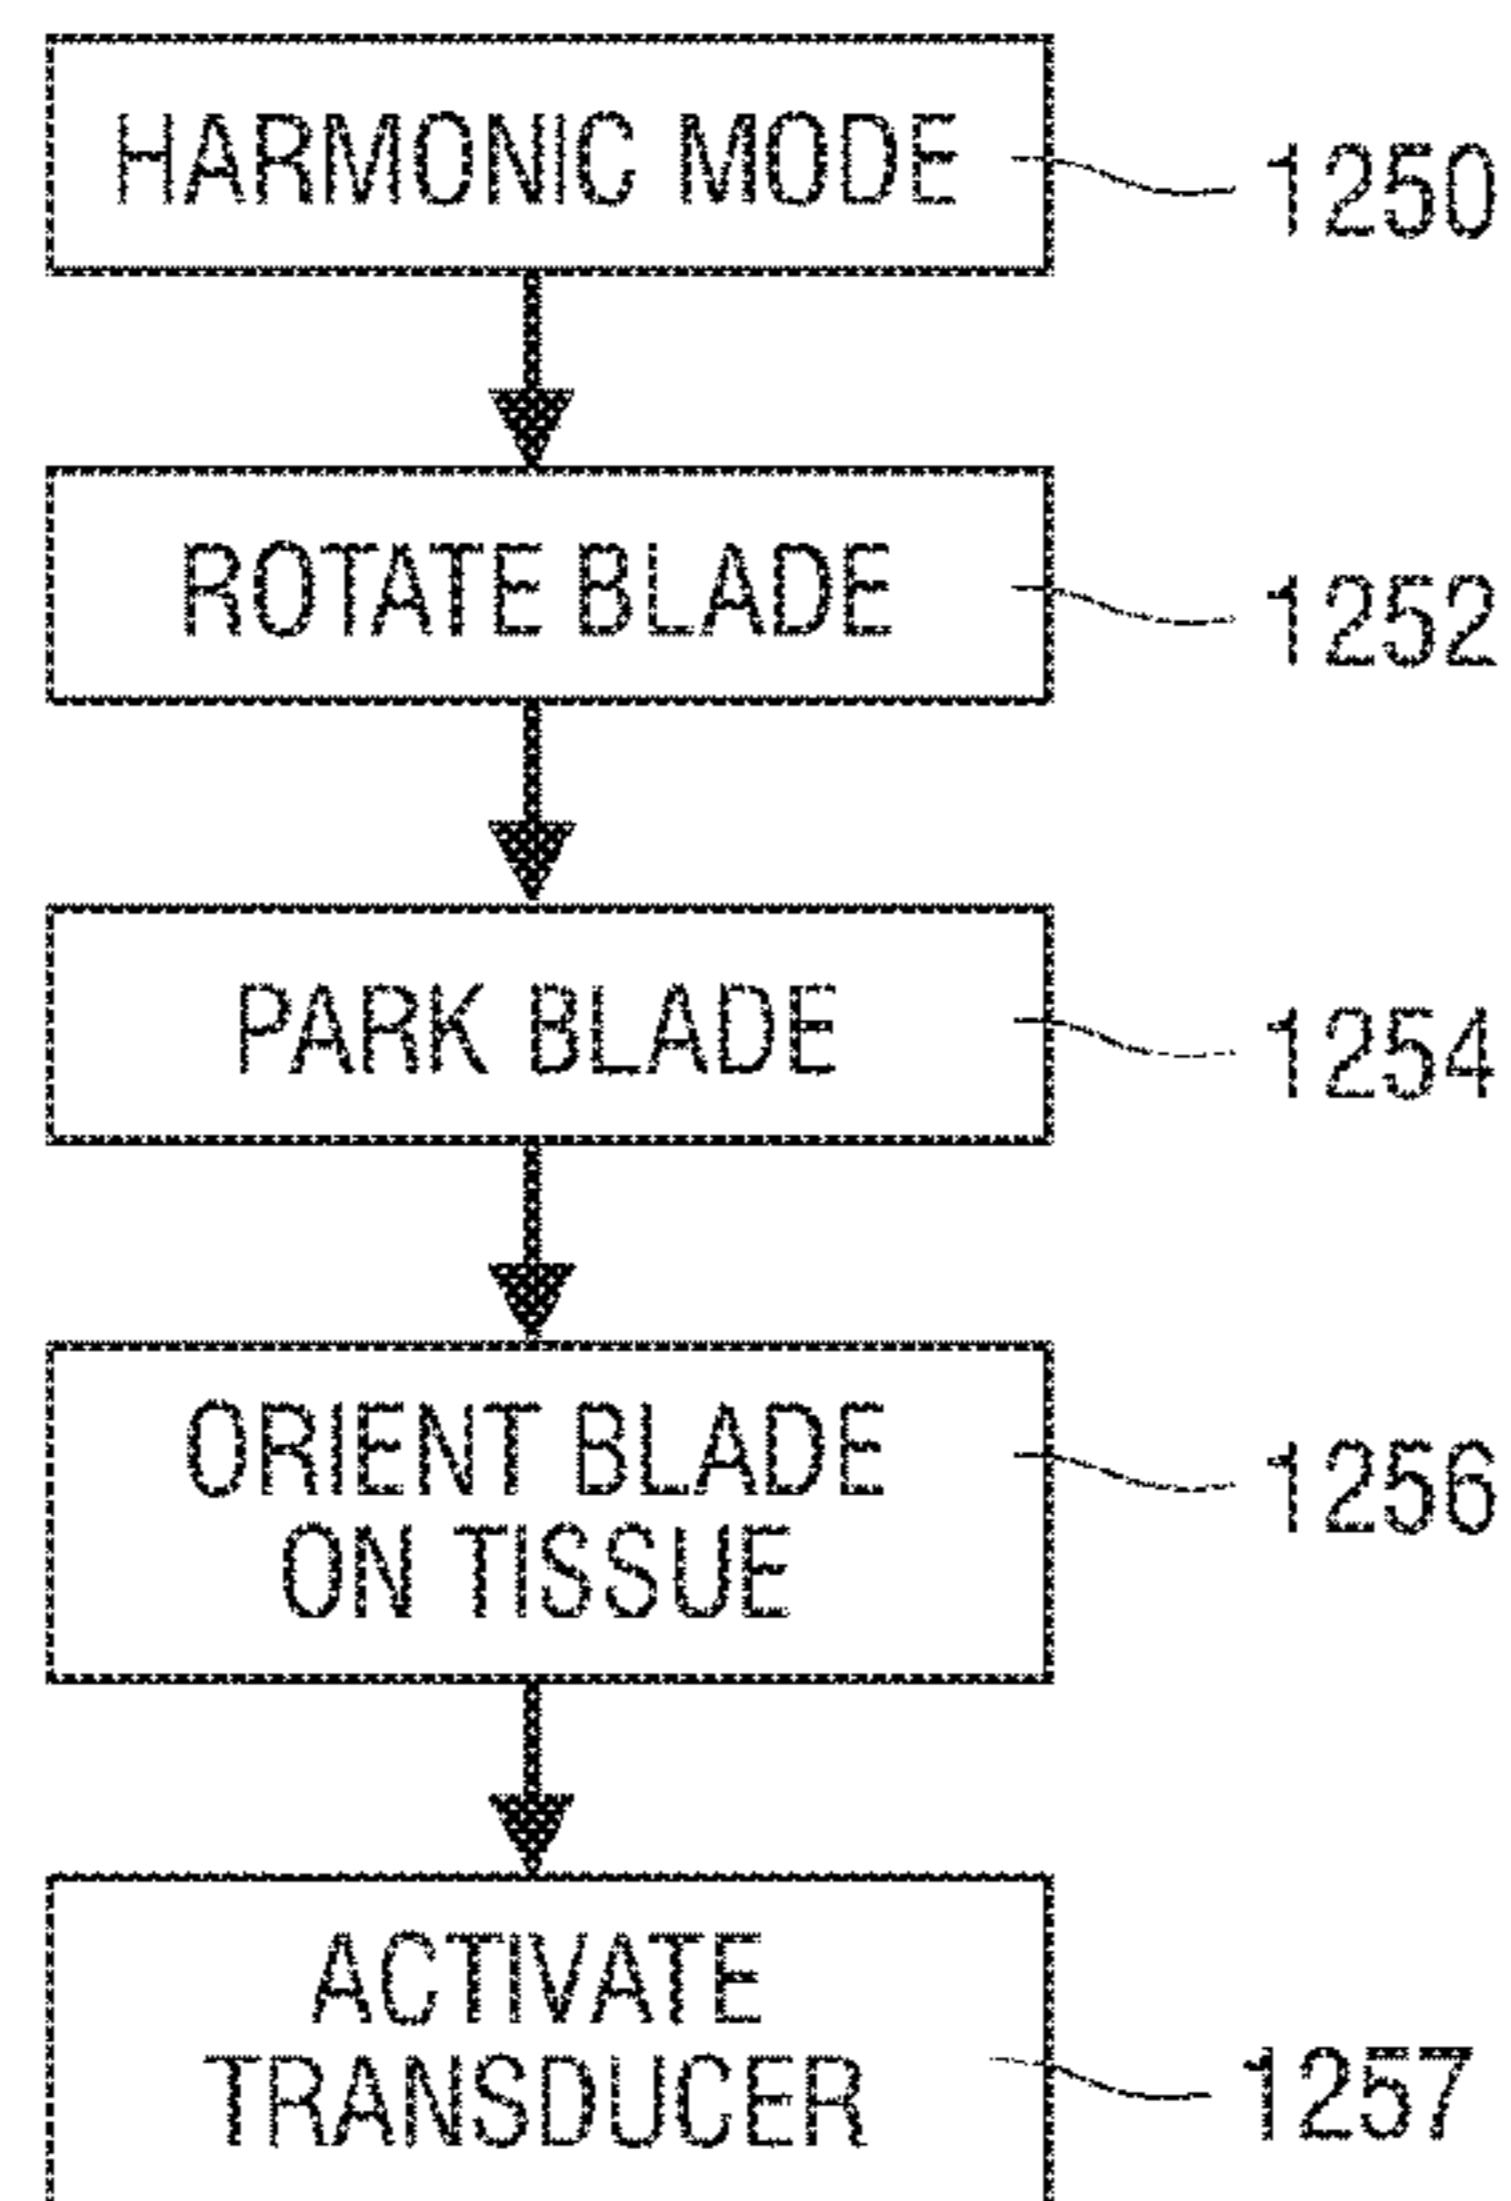 HARMONIC MODE
1250
ROTATE BLADE
1252
PARK BLADE
1254
ORIENT BLADE
ON TISSUE
1256
ACTIVATE
TRANSDUCER
1257